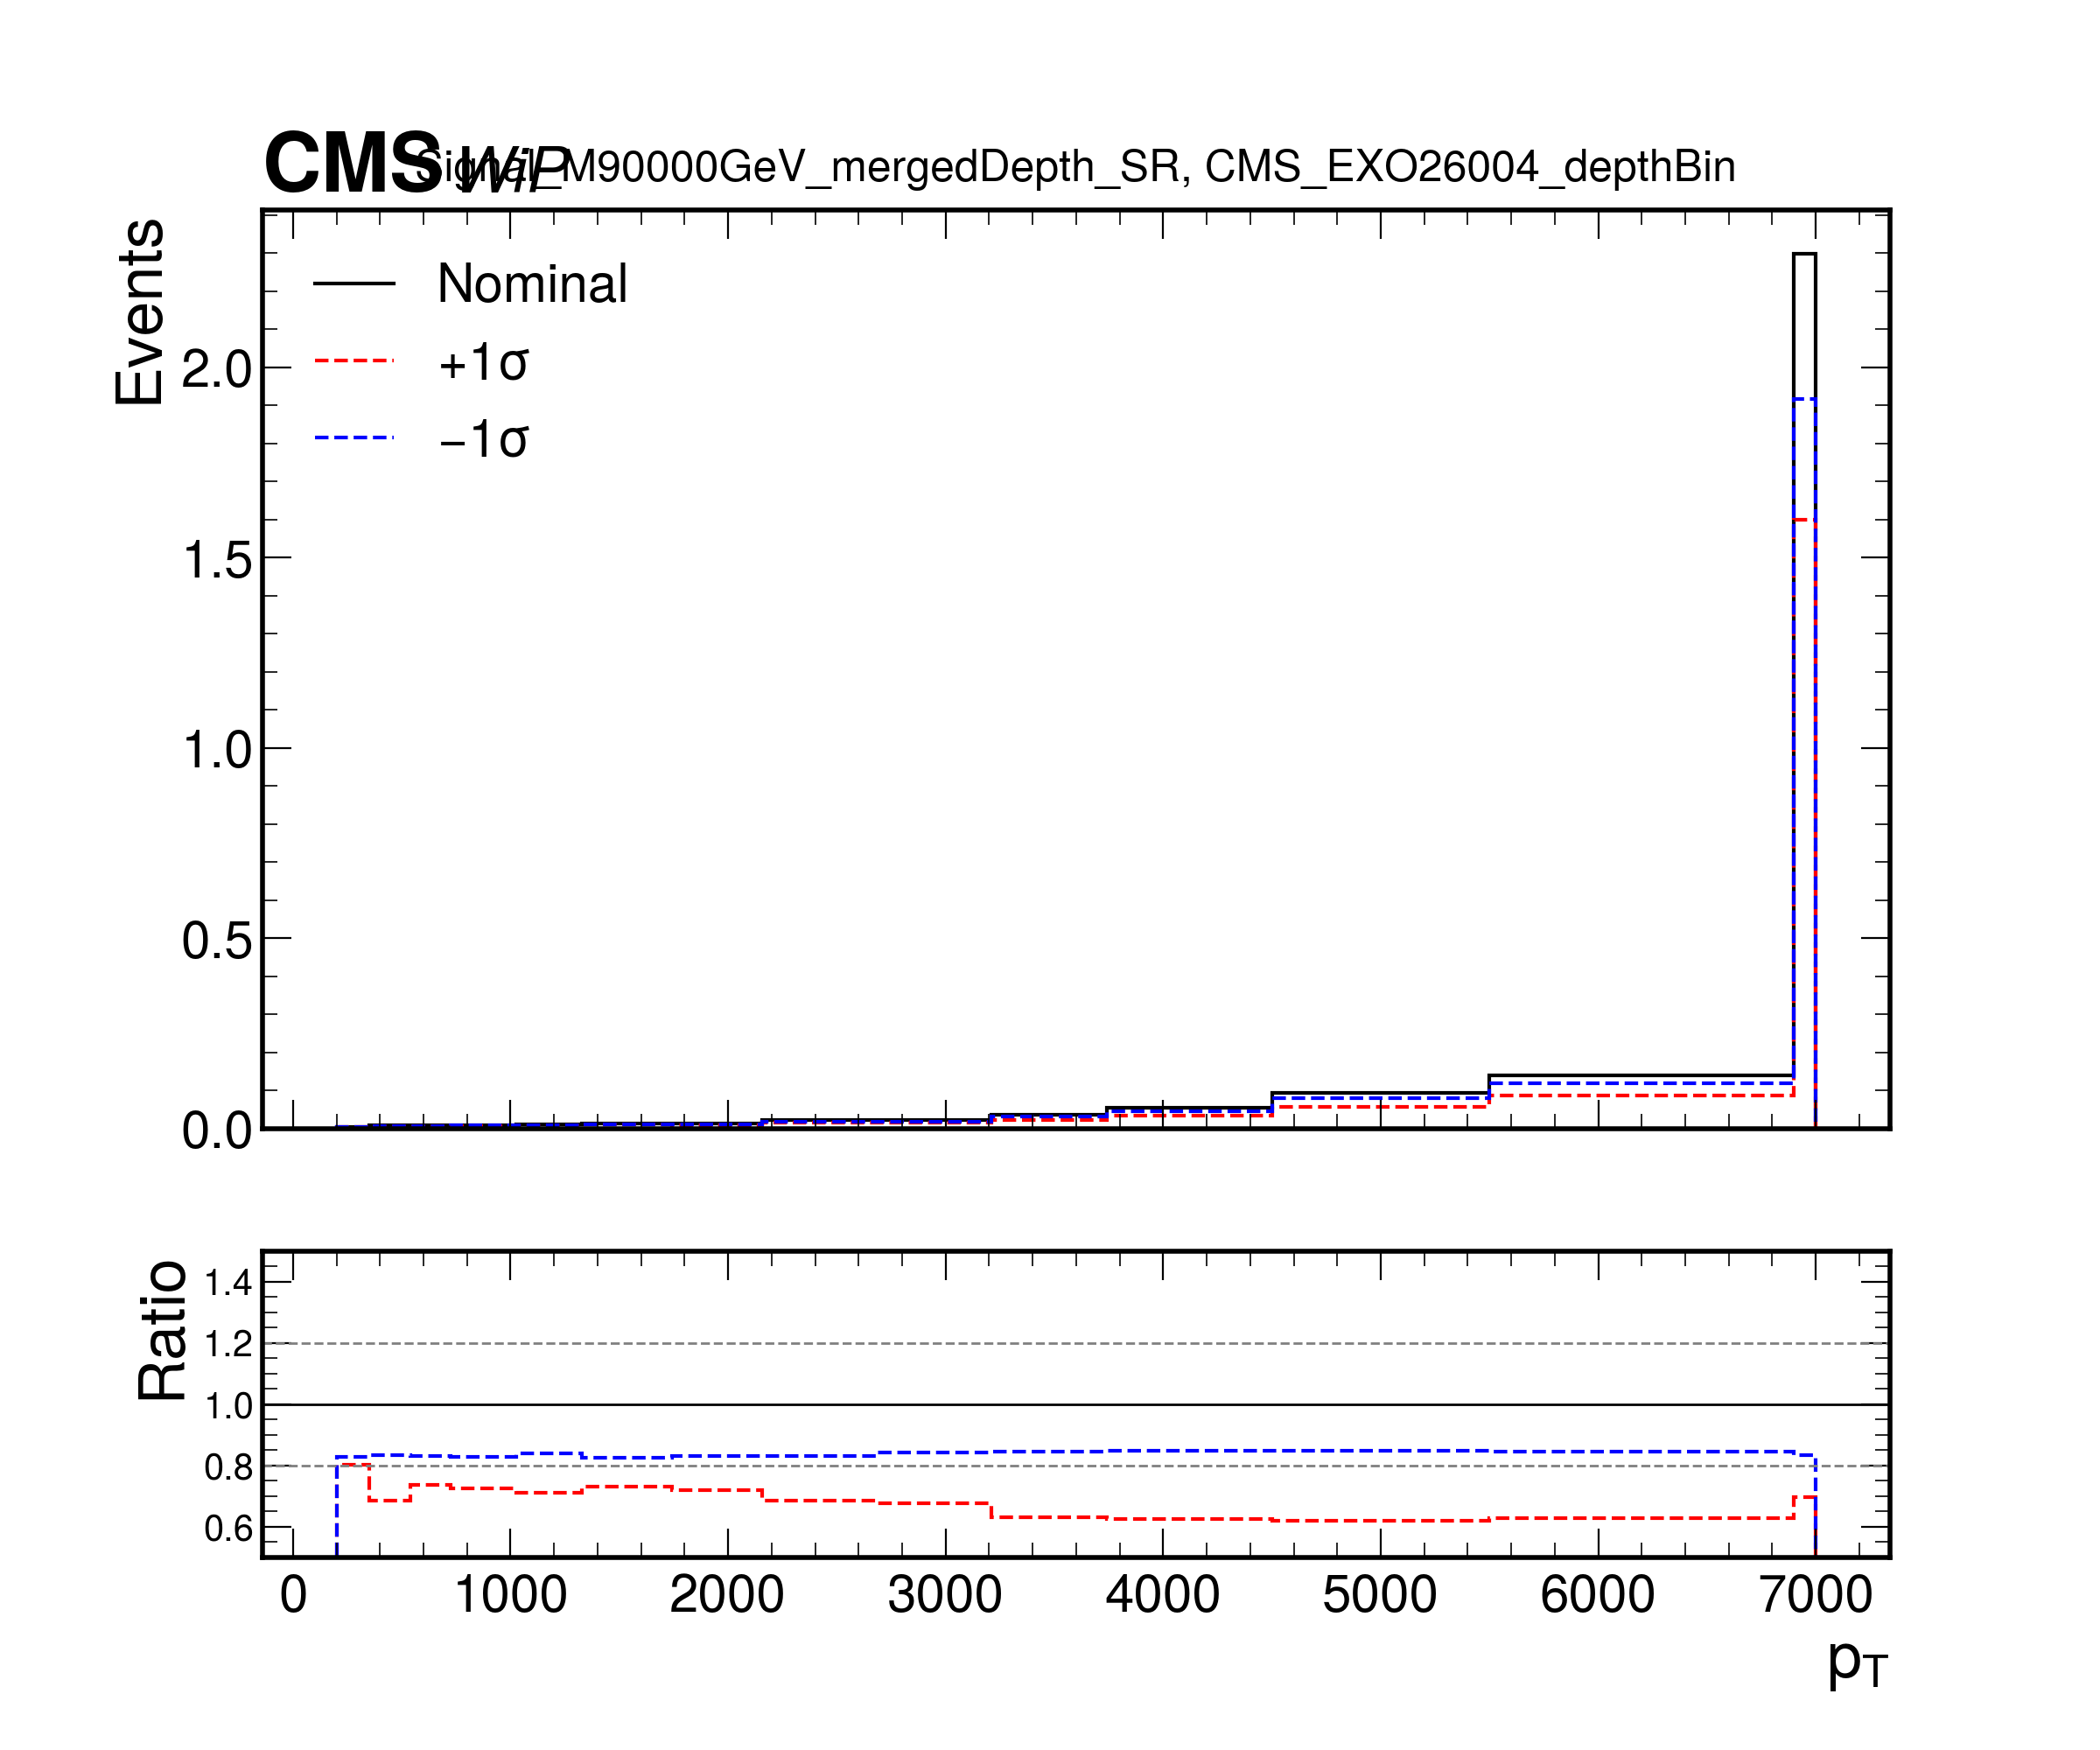 CMS WiP
Signal_M90000GeV_mergedDepth_SR, CMS_EXO26004_depthBin
Events
Nominal
+1σ
−1σ
2.0
1.5
1.0
0.5
0.0
Ratio
1.4
1.2
1.0
0.8
0.6
0 1000 2000 3000 4000 5000 6000 7000
pT